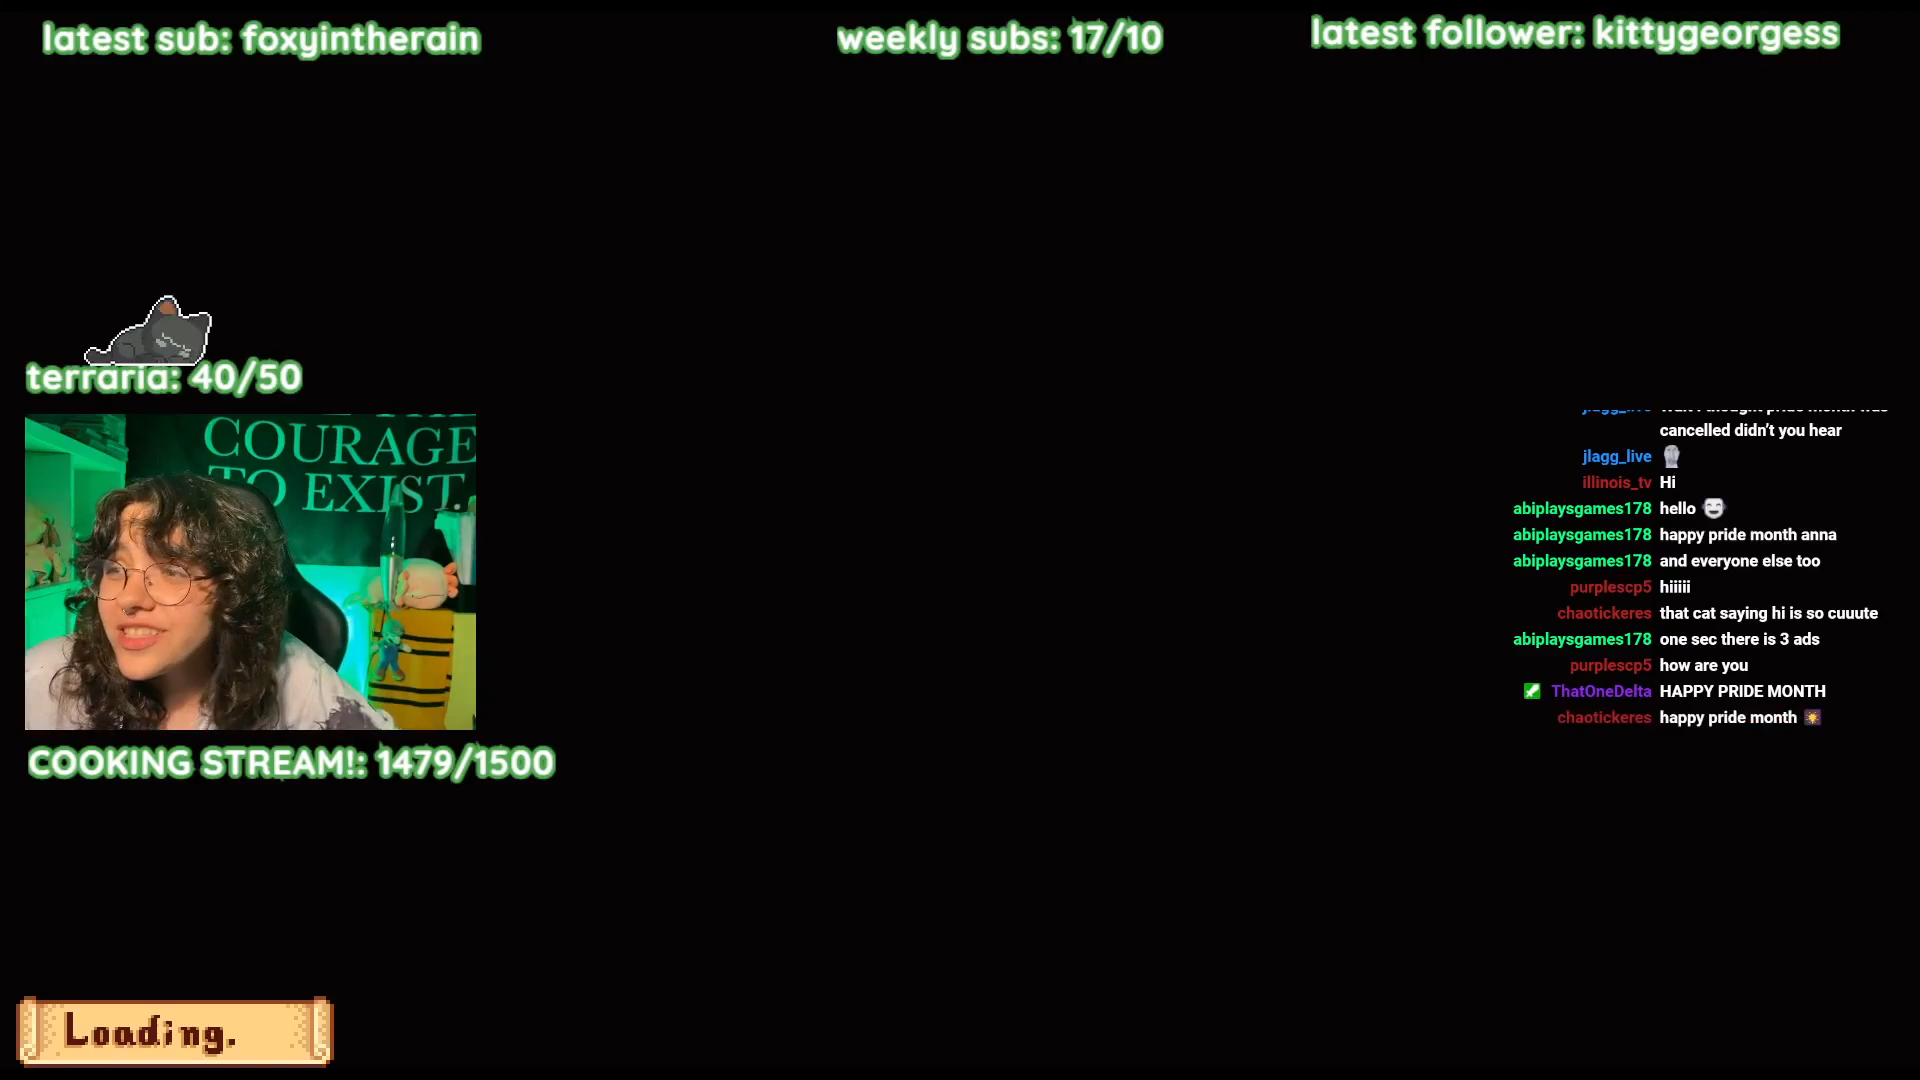 latest sub: foxyintherain
weekly subs: 17/10
latest follower: kittygeorgess
terraria: 40/50
COURAGE
TO EXIST.
cancelled didn't you hear
jlagg_live
illinois_tv Hi
abiplaysgames178 hello
abiplaysgames178 happy pride month anna
abiplaysgames178 and everyone else too
purplescp5 hiiiii
chaotickeres that cat saying hi is so cuuute
abiplaysgames178 one sec there is 3 ads
purplescp5 how are you
ThatOneDelta HAPPY PRIDE MONTH
chaotickeres happy pride month
COOKING STREAM!: 1479/1500
Loading.